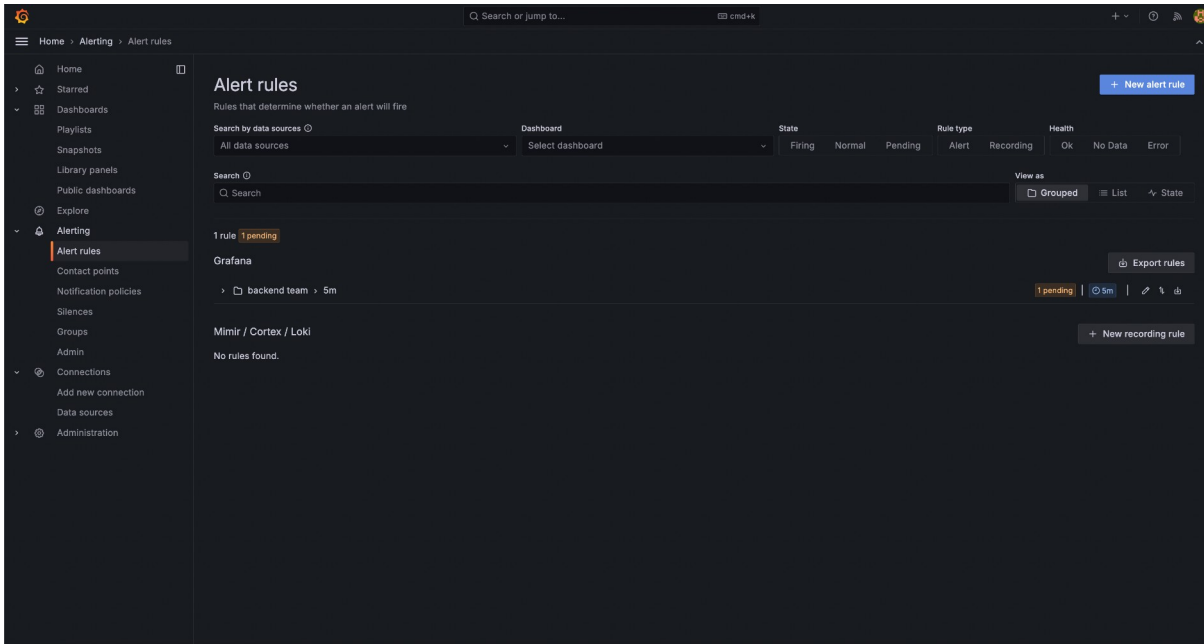 Search or jump to...
cmd+k
Home > Alerting > Alert rules
Home
Starred
Dashboards
Playlists
Snapshots
Library panels
Public dashboards
Explore
Alerting
Alert rules
Contact points
Notification policies
Silences
Groups
Admin
Connections
Add new connection
Data sources
Administration
Alert rules
+ New alert rule
Rules that determine whether an alert will fire
Search by data sources
Dashboard
State
Rule type
Health
All data sources
Select dashboard
Firing Normal Pending
Alert Recording
Ok No Data Error
Search
View as
Search
Grouped List State
1 rule 1 pending
Grafana
Export rules
backend team > 5m
1 pending | 5m |
Mimir / Cortex / Loki
+ New recording rule
No rules found.